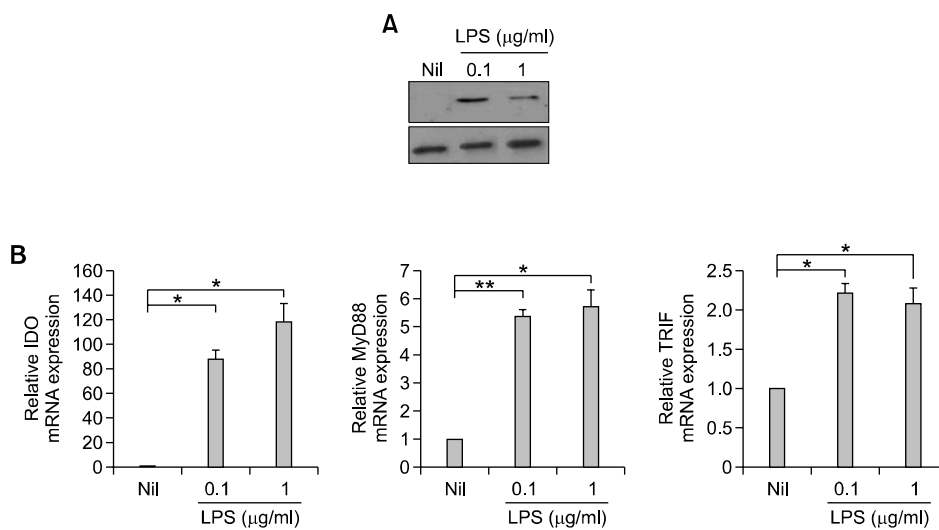 A
LPS (μg/ml)
Nil 0.1 1
B
Relative IDO
mRNA expression
160
140
120
100
80
60
40
20
0
*
*
Nil 0.1 1
LPS (μg/ml)
Relative MyD88
mRNA expression
7
6
5
4
3
2
1
0
*
**
Nil 0.1 1
LPS (μg/ml)
Relative TRIF
mRNA expression
2.5
2.0
1.5
1.0
0.5
0
*
*
Nil 0.1 1
LPS (μg/ml)